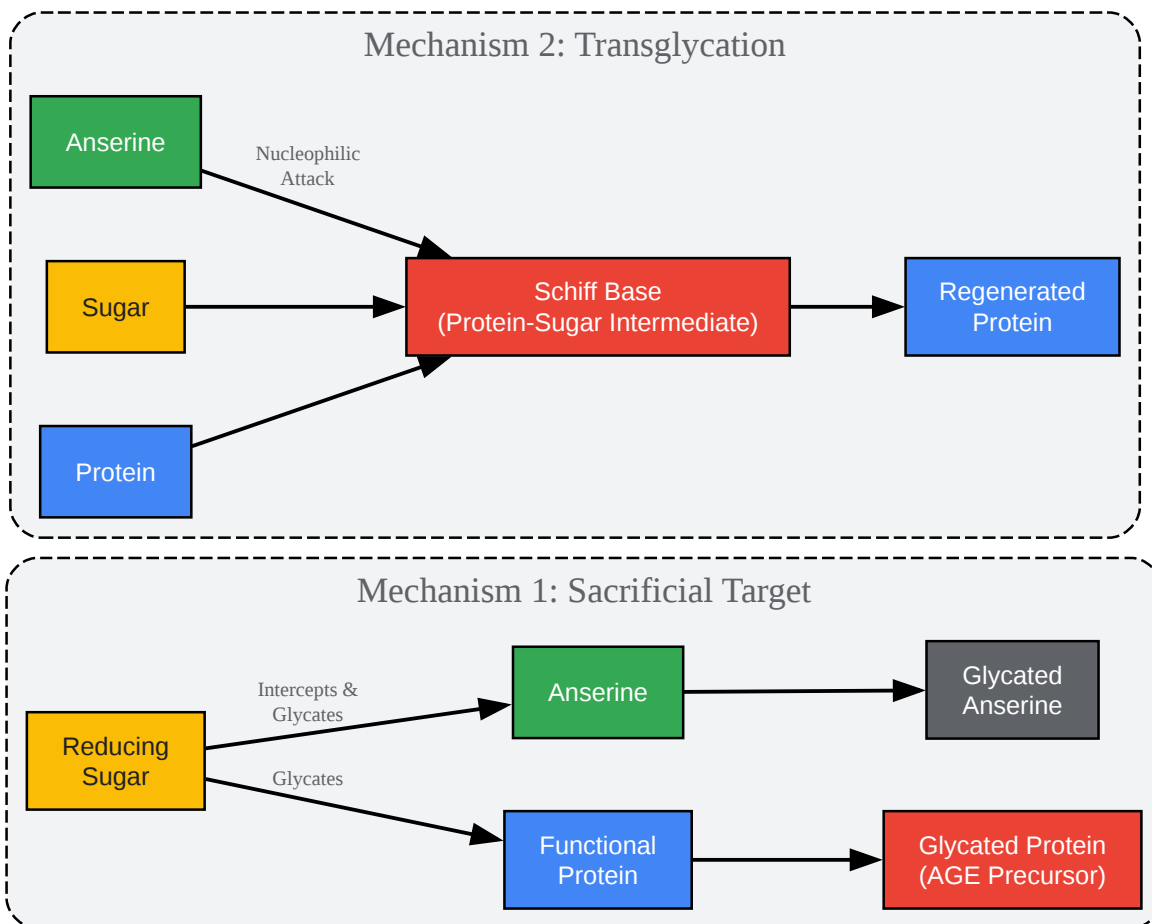 Mechanism 2: Transglycation
Anserine
Nucleophilic
Attack
Sugar
Schiff Base
(Protein-Sugar Intermediate)
Regenerated
Protein
Protein
Mechanism 1: Sacrificial Target
Reducing
Sugar
Intercepts &
Glycates
Glycates
Anserine
Glycated
Anserine
Functional
Protein
Glycated Protein
(AGE Precursor)